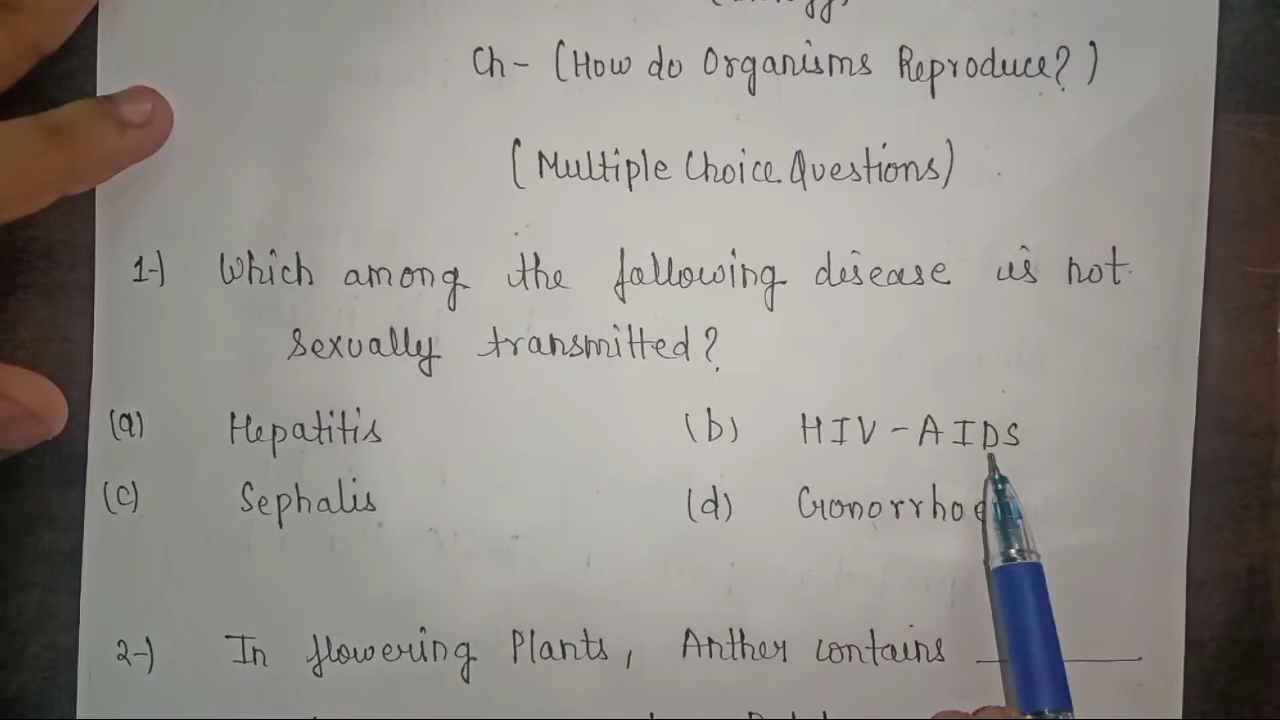 Ch- (How do Organisms Reproduce?)
(Multiple Choice Questions)
1-) Which among the following disease is not
sexually transmitted?
(a) Hepatitis (b) HIV-AIDS
(c) Sephalis (d) Gonorrhoea
2-) In flowering Plants, Anther contains ______